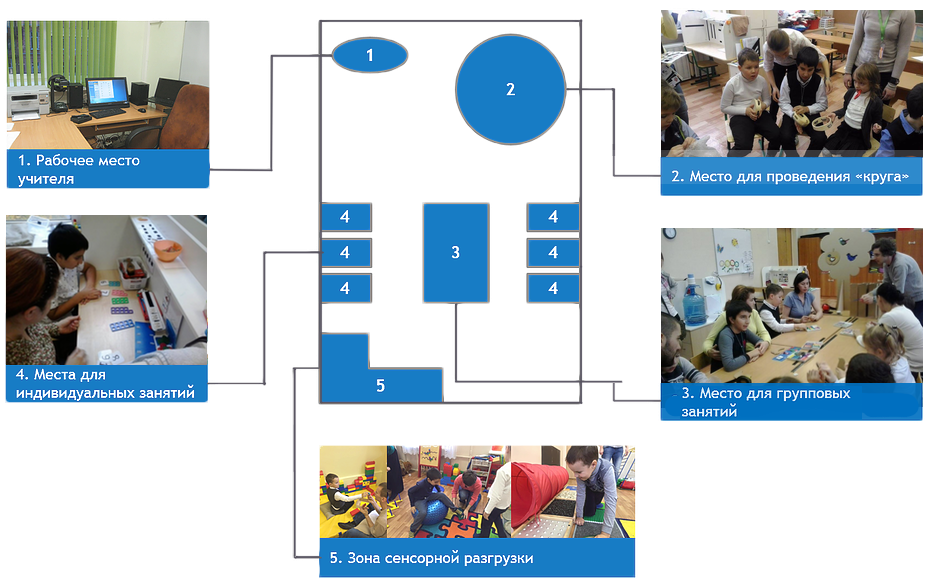 1
2
4
4
4
3
4
4
4
5
1. Рабочее место
учителя
2. Место для проведения «круга»
4. Места для
индивидуальных занятий
3. Место для групповых
занятий
5. Зона сенсорной разгрузки